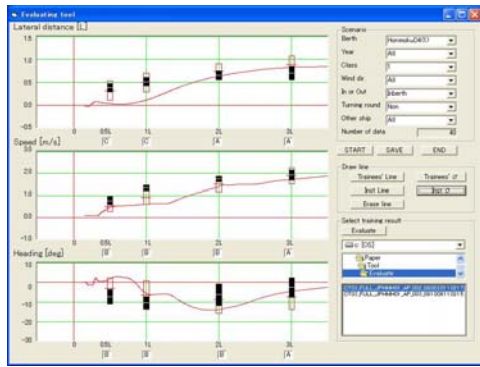 Evaluating tool
Lateral distance [L]
1.5
1.0
0.5
0.0
-0.5
0.5L 1L 2L 3L
[C [C [A [A
Speed [m/s]
3.0
2.0
1.0
0.0
-1.0
0.5L 1L 2L 3L
[B [B [A [A
Heading [deg]
10
0
-10
-20
-30
0.5L 1L 2L 3L
[B [B [B [A
Scenario
Berth
Year All
Class
Wind dir. All
In or Out Inberth
Turning round Non
Other ship All
Number of data 40
START SAVE END
Draw line
Trainees' Line Trainees' σ
Inst Line Inst σ
Erase line
Select training result
Evaluate
c: [OS]
Paper
Tool
Evaluate